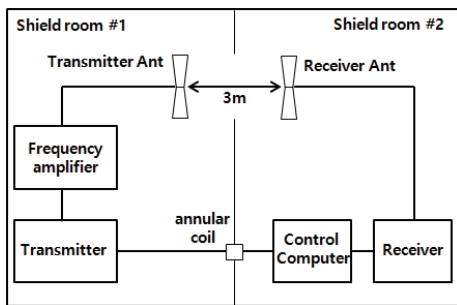 Shield room #1
Shield room #2
Transmitter Ant
Receiver Ant
3m
Frequency
amplifier
annular
coil
Transmitter
Control
Computer
Receiver